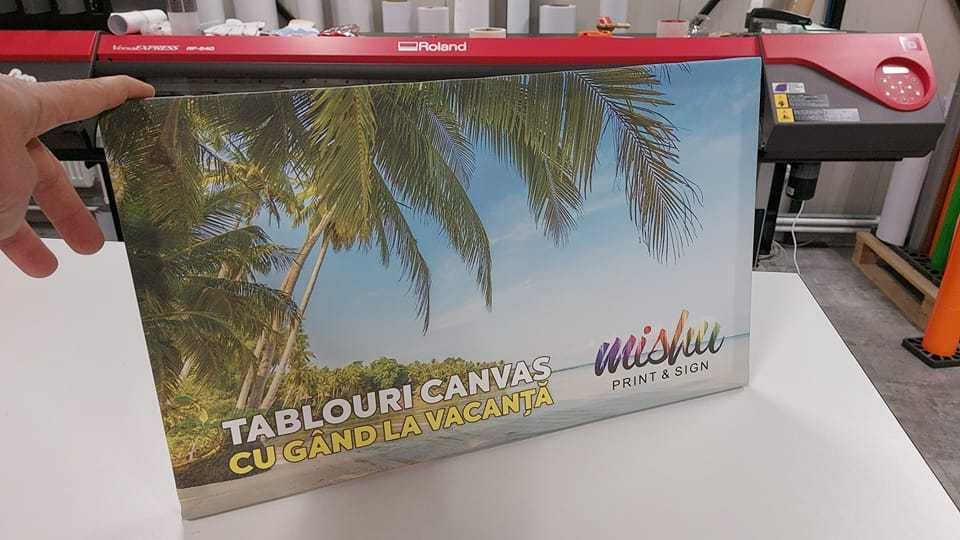 VersaEXPRESS RF-640
Roland
mishu
PRINT & SIGN
TABLOURI CANVAS
CU GÂND LA VACANȚĂ